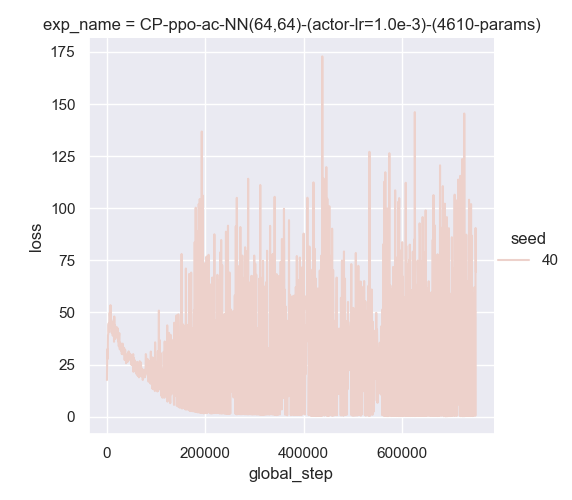 exp_name = CP-ppo-ac-NN(64,64)-(actor-lr=1.0e-3)-(4610-params)
175
150
125
100
75
50
25
0
loss
0 200000 400000 600000
global_step
seed
40